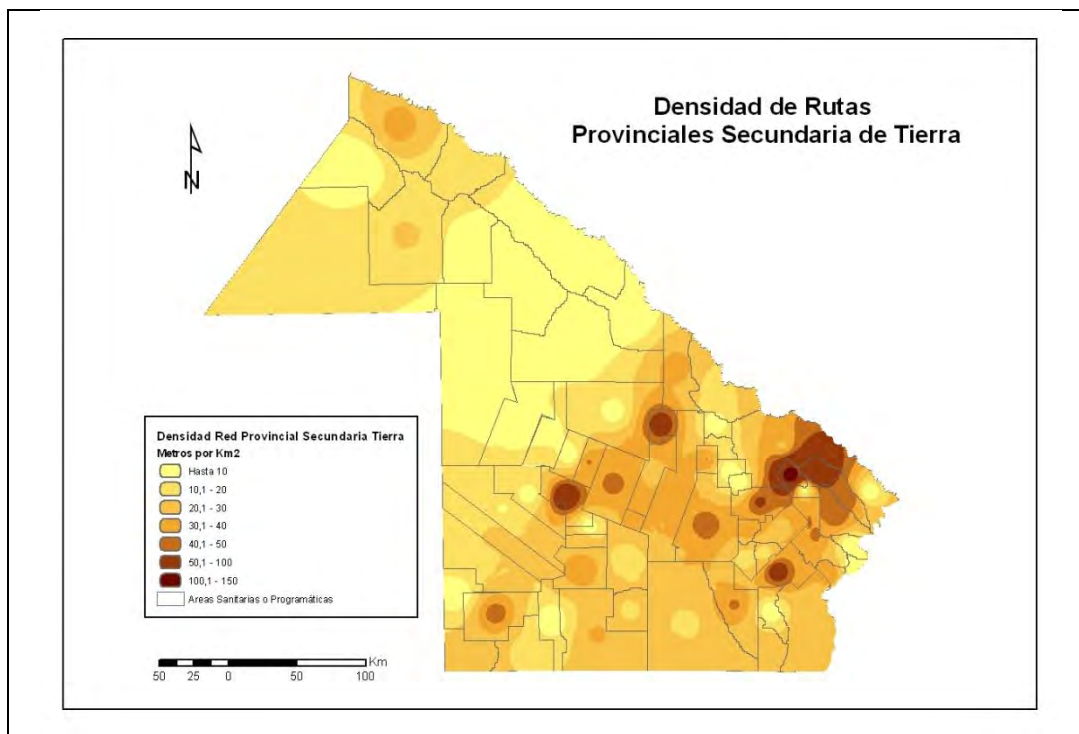 Densidad de Rutas
Provinciales Secundaria de Tierra
N
Densidad Red Provincial Secundaria Tierra
Metros por Km2
Hasta 10
10,1 - 20
20,1 - 30
30,1 - 40
40,1 - 50
50,1 - 100
100,1 - 150
Areas Sanitarias o Programáticas
Km
50 25 0 50 100